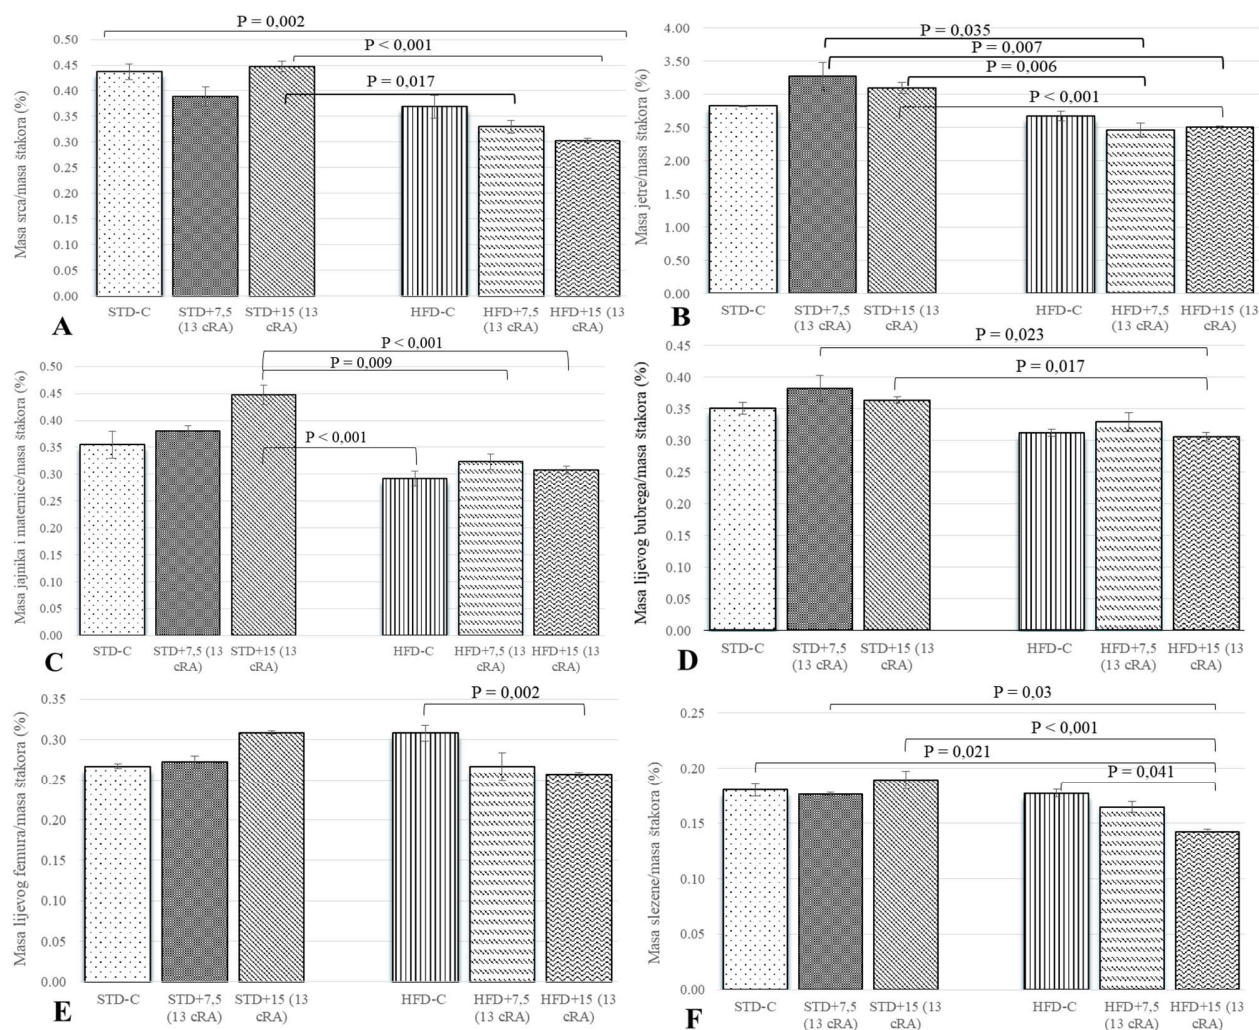 P = 0,002
P < 0,001
P = 0,017
Masa srca/masa štakora (%)
0.50
0.45
0.40
0.35
0.30
0.25
0.20
0.15
0.10
0.05
0.00
STD-C
STD+7,5 (13 cRA)
STD+15 (13 cRA)
HFD-C
HFD+7,5 (13 cRA)
HFD+15 (13 cRA)
A
P = 0,035
P = 0,007
P = 0,006
P < 0,001
Masa jetre/masa štakora (%)
4.00
3.50
3.00
2.50
2.00
1.50
1.00
0.50
0.00
STD-C
STD+7,5 (13 cRA)
STD+15 (13 cRA)
HFD-C
HFD+7,5 (13 cRA)
HFD+15 (13 cRA)
B
P < 0,001
P = 0,009
P < 0,001
Masa jajnika i maternice/masa štakora (%)
0.50
0.45
0.40
0.35
0.30
0.25
0.20
0.15
0.10
0.05
0.00
STD-C
STD+7,5 (13 cRA)
STD+15 (13 cRA)
HFD-C
HFD+7,5 (13 cRA)
HFD+15 (13 cRA)
C
P = 0,023
P = 0,017
Masa lijevog bubrega/masa štakora (%)
0.45
0.40
0.35
0.30
0.25
0.20
0.15
0.10
0.05
0.00
STD-C
STD+7,5 (13 cRA)
STD+15 (13 cRA)
HFD-C
HFD+7,5 (13 cRA)
HFD+15 (13 cRA)
D
P = 0,002
Masa lijevog femura/masa štakora (%)
0.35
0.30
0.25
0.20
0.15
0.10
0.05
0.00
STD-C
STD+7,5 (13 cRA)
STD+15 (13 cRA)
HFD-C
HFD+7,5 (13 cRA)
HFD+15 (13 cRA)
E
P = 0,03
P < 0,001
P = 0,021
P = 0,041
Masa slezene/masa štakora (%)
0.25
0.20
0.15
0.10
0.05
0.00
STD-C
STD+7,5 (13 cRA)
STD+15 (13 cRA)
HFD-C
HFD+7,5 (13 cRA)
HFD+15 (13 cRA)
F